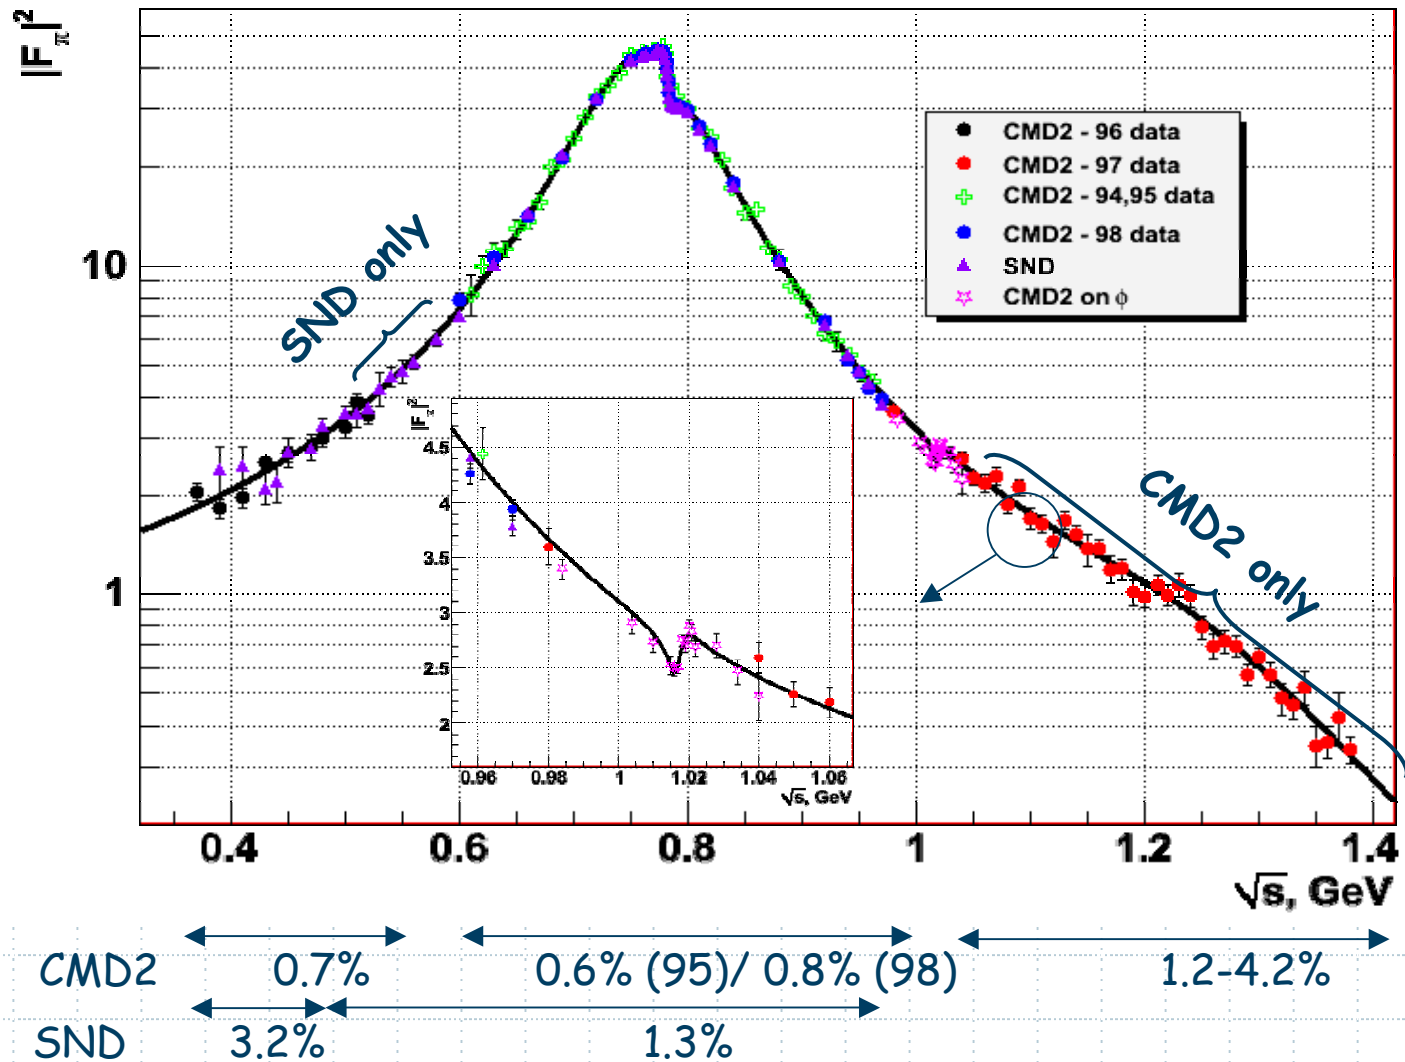 |Fπ|²
10
1
SND only
CMD2 - 96 data
CMD2 - 97 data
CMD2 - 94,95 data
CMD2 - 98 data
SND
CMD2 on ϕ
CMD2 only
|Fπ|²
4.5
4
3.5
3
2.5
2
0.96 0.98 1 1.02 1.04 1.06
√s, GeV
0.4 0.6 0.8 1 1.2 1.4
√s, GeV
CMD2 0.7% 0.6% (95)/ 0.8% (98) 1.2-4.2%
SND 3.2% 1.3%